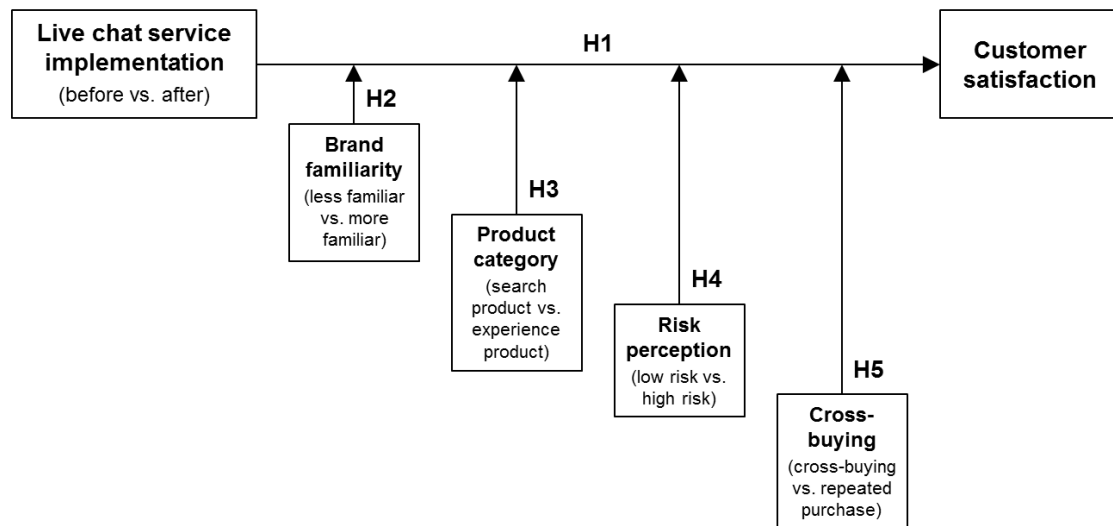 Live chat service
implementation
(before vs. after)
H1
Customer
satisfaction
H2
Brand
familiarity
(less familiar
vs. more
familiar)
H3
Product
category
(search
product vs.
experience
product)
H4
Risk
perception
(low risk vs.
high risk)
H5
Cross-
buying
(cross-buying
vs. repeated
purchase)